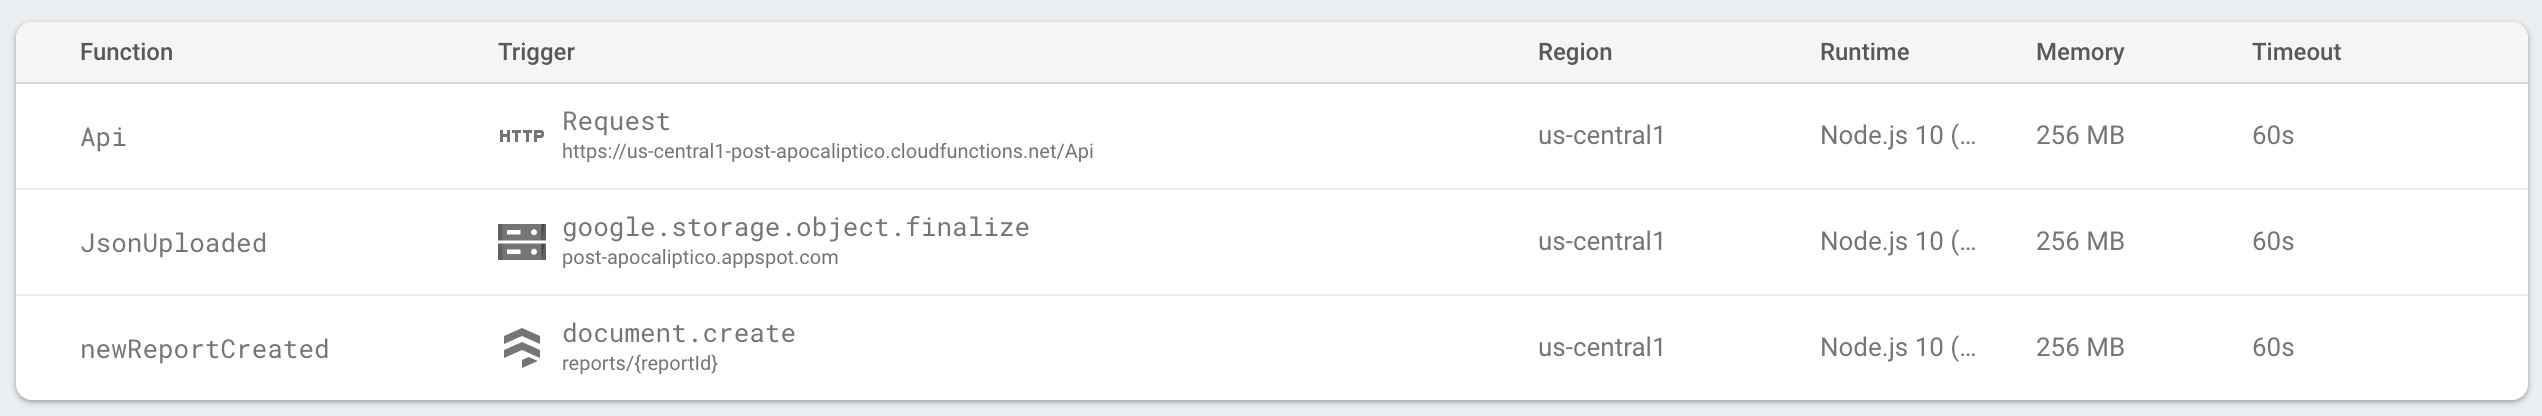 Function Trigger Region Runtime Memory Timeout
Api HTTP Request us-central1 Node.js 10 (... 256 MB 60s
https://us-central1-post-apocaliptico.cloudfunctions.net/Api
JsonUploaded google.storage.object.finalize us-central1 Node.js 10 (... 256 MB 60s
post-apocaliptico.appspot.com
newReportCreated document.create us-central1 Node.js 10 (... 256 MB 60s
reports/{reportId}